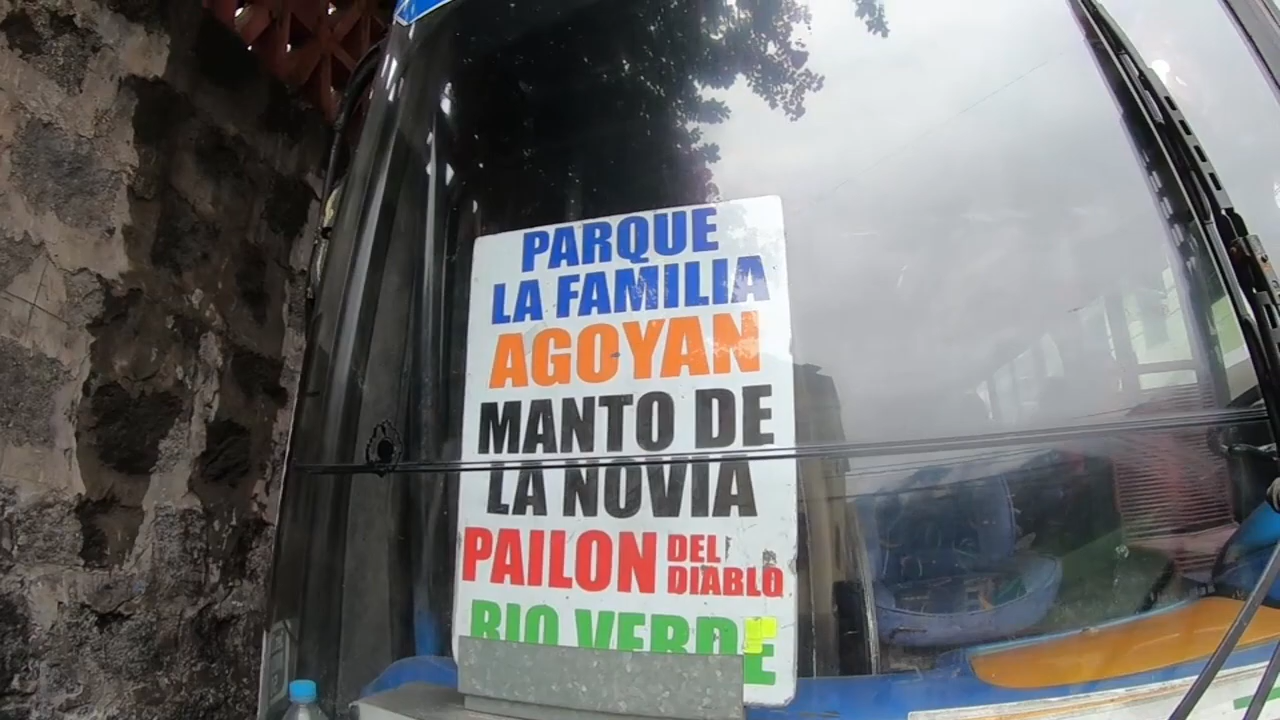 PARQUE
LA FAMILIA
AGOYAN
MANTO DE
LA NOVIA
PAILON DEL
DIABLO
RIO VERDE